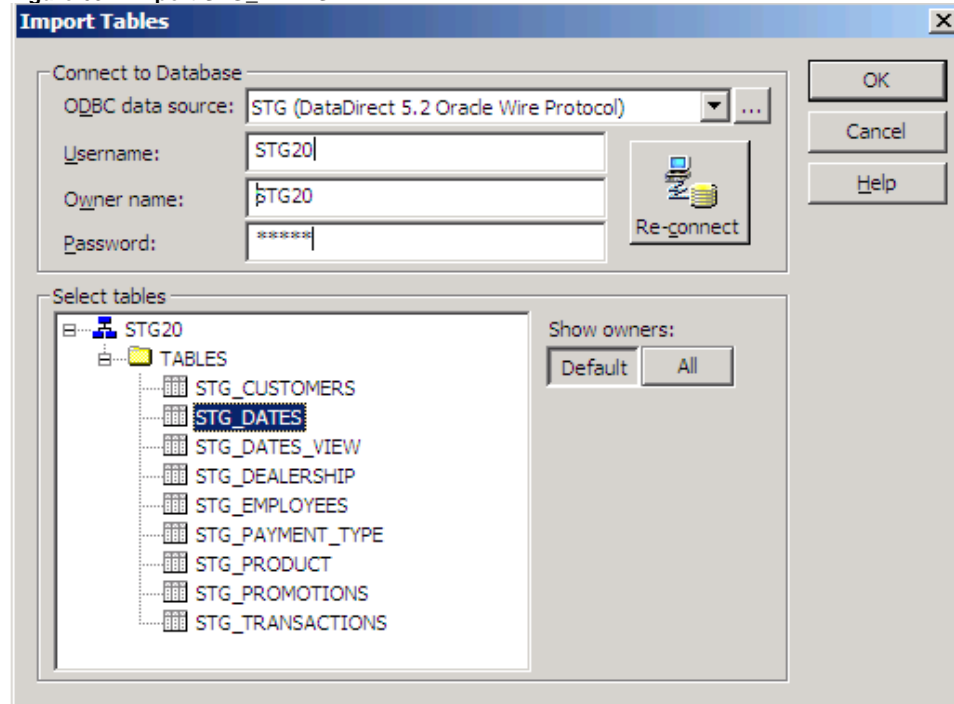 Import Tables
Connect to Database
ODBC data source: STG (DataDirect 5.2 Oracle Wire Protocol) ...
Username: STG20
Owner name: STG20
Password: *****
Re-connect
OK
Cancel
Help
Select tables
STG20
TABLES
STG_CUSTOMERS
STG_DATES
STG_DATES_VIEW
STG_DEALERSHIP
STG_EMPLOYEES
STG_PAYMENT_TYPE
STG_PRODUCT
STG_PROMOTIONS
STG_TRANSACTIONS
Show owners:
Default All